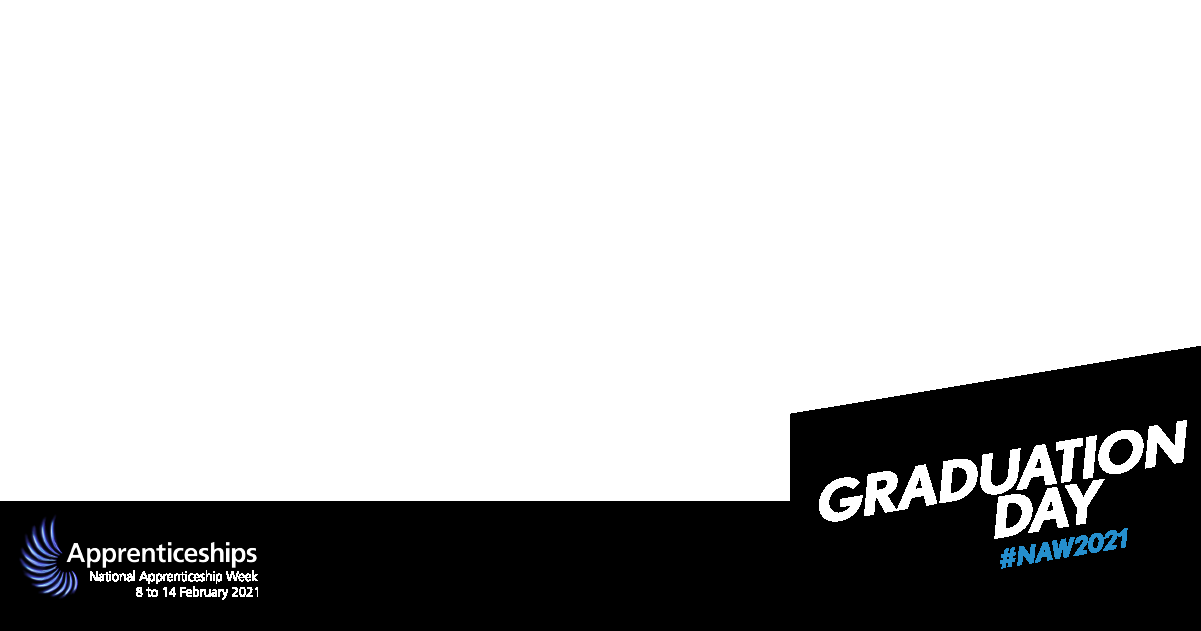 GRADUATION
DAY
#NAW2021
Apprenticeships
National Apprenticeship Week
8 to 14 February 2021